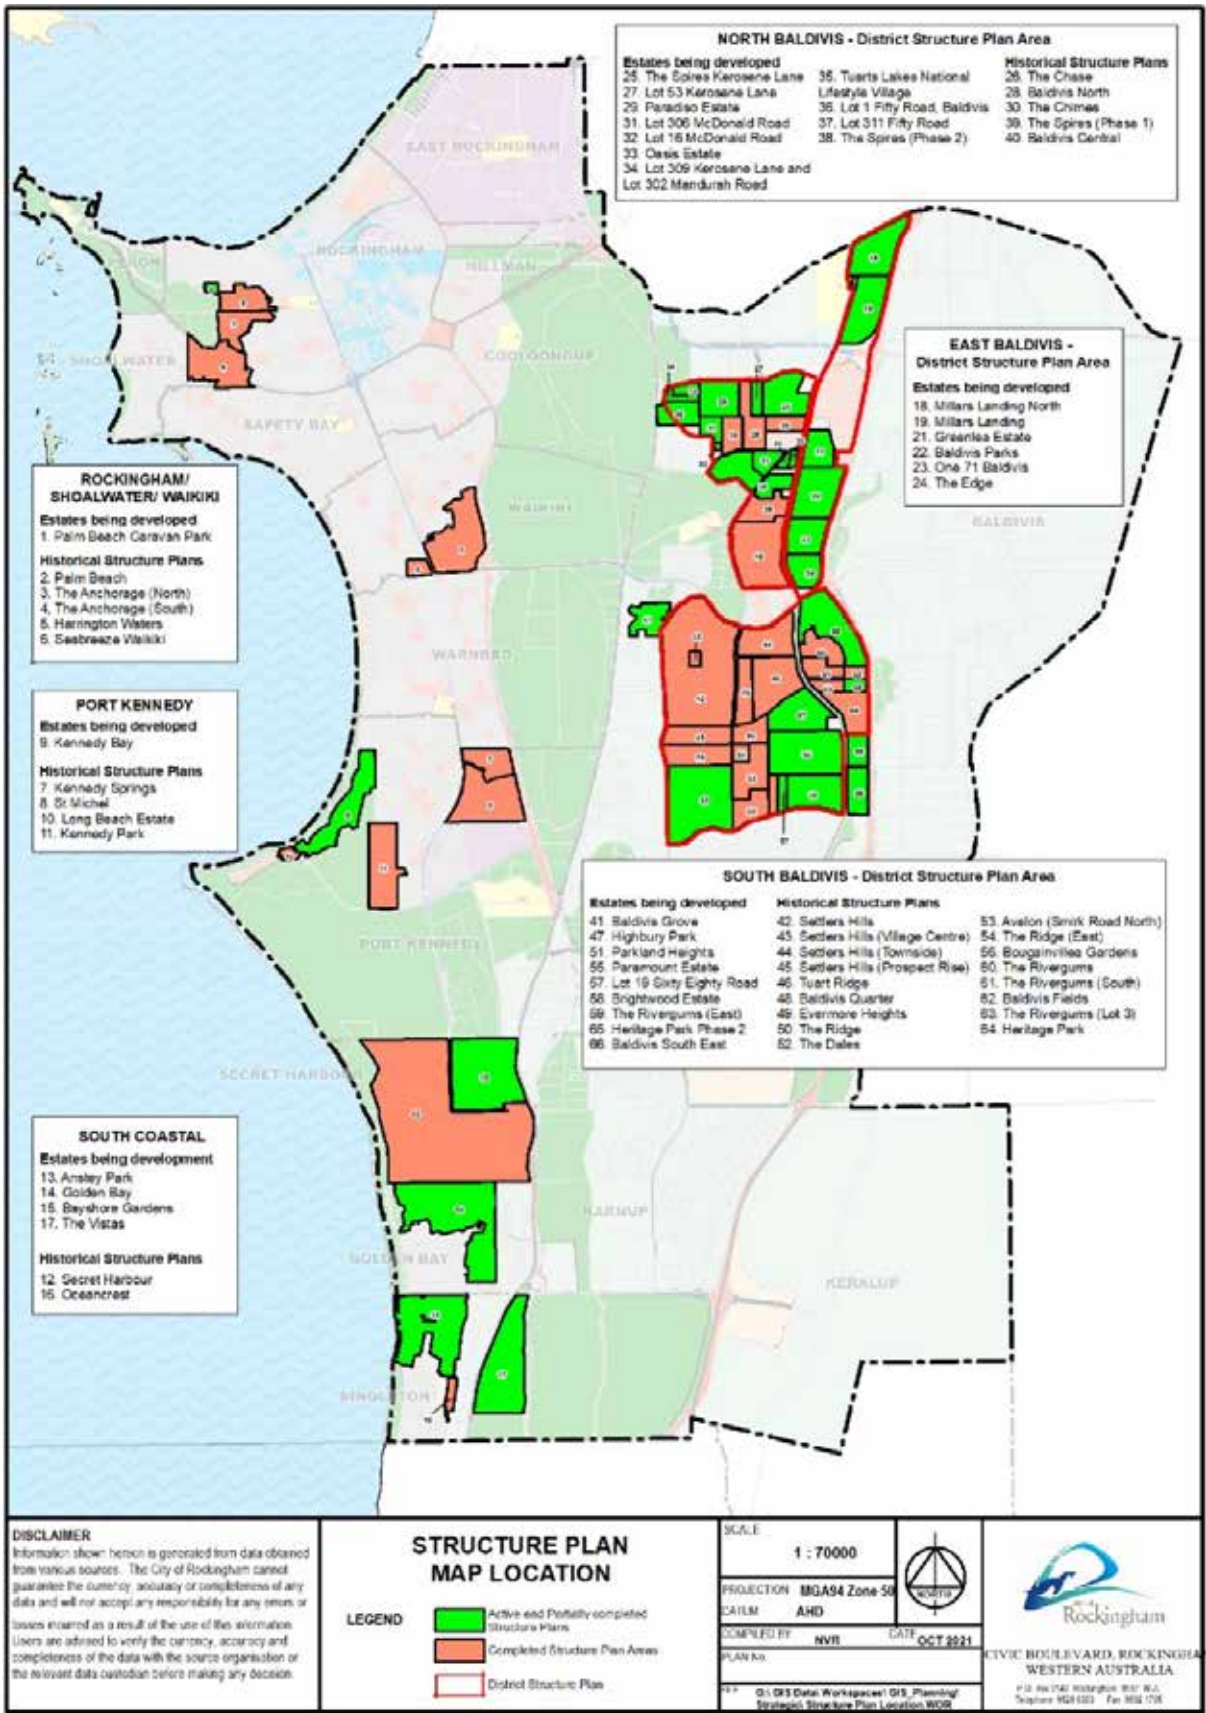 NORTH BALDIVIS - District Structure Plan Area
Estates being developed
25. The Spires Kerosene Lane
27. Lot 53 Kerosene Lane
29. Paradiso Estate
31. Lot 306 McDonald Road
32. Lot 16 McDonald Road
33. Oasis Estate
34. Lot 309 Kerosene Lane and
Lot 302 Mandurah Road
35. Tuarts Lakes National
Lifestyle Village
36. Lot 1 Fifty Road, Baldivis
37. Lot 311 Fifty Road
38. The Spires (Phase 2)
Historical Structure Plans
26. The Chase
28. Baldivis North
30. The Chimes
39. The Spires (Phase 1)
40. Baldivis Central
EAST ROCKINGHAM
ROCKINGHAM
HILLMAN
PERON
SHOALWATER
COOLOONGUP
SAFETY BAY
EAST BALDIVIS -
District Structure Plan Area
Estates being developed
18. Millars Landing North
19. Millars Landing
21. Greenlea Estate
22. Baldivis Parks
23. One 71 Baldivis
24. The Edge
ROCKINGHAM/
SHOALWATER/ WAIKIKI
Estates being developed
1. Palm Beach Caravan Park
Historical Structure Plans
2. Palm Beach
3. The Anchorage (North)
4. The Anchorage (South)
5. Harrington Waters
6. Seabreeze Waikiki
WAIKIKI
BALDIVIS
WARNBRO
PORT KENNEDY
Estates being developed
9. Kennedy Bay
Historical Structure Plans
7. Kennedy Springs
8. St Michel
10. Long Beach Estate
11. Kennedy Park
SOUTH BALDIVIS - District Structure Plan Area
Estates being developed
41. Baldivis Grove
47. Highbury Park
51. Parkland Heights
55. Paramount Estate
57. Lot 19 Sixty Eighty Road
58. Brightwood Estate
59. The Rivergums (East)
65. Heritage Park Phase 2
66. Baldivis South East
Historical Structure Plans
42. Settlers Hills
43. Settlers Hills (Village Centre)
44. Settlers Hills (Townside)
45. Settlers Hills (Prospect Rise)
46. Tuart Ridge
48. Baldivis Quarter
49. Evermore Heights
50. The Ridge
52. The Dales
53. Avalon (Smirk Road North)
54. The Ridge (East)
56. Bougainvillea Gardens
60. The Rivergums
61. The Rivergums (South)
62. Baldivis Fields
63. The Rivergums (Lot 3)
64. Heritage Park
PORT KENNEDY
SECRET HARBOUR
SOUTH COASTAL
Estates being development
13. Anstey Park
14. Golden Bay
15. Bayshore Gardens
17. The Vistas
Historical Structure Plans
12. Secret Harbour
16. Oceancrest
KARNUP
GOLDEN BAY
KERALUP
SINGLETON
DISCLAIMER
Information shown hereon is generated from data obtained
from various sources. The City of Rockingham cannot
guarantee the currency, accuracy or completeness of any
data and will not accept any responsibility for any errors or
losses incurred as a result of the use of this information.
Users are advised to verify the currency, accuracy and
completeness of the data with the source organisation or
the relevant data custodian before making any decision.
STRUCTURE PLAN
MAP LOCATION
LEGEND
Active and Partially completed
Structure Plans
Completed Structure Plan Areas
District Structure Plan
SCALE
1 : 70000
PROJECTION MGA94 Zone 50
DATUM AHD
COMPILED BY NVR DATE OCT 2021
PLAN No.
NORTH
G:\ GIS Data\ Workspaces\ GIS_Planning\
Strategic\ Structure Plan Location.WOR
Rockingham
CIVIC BOULEVARD, ROCKINGHA
WESTERN AUSTRALIA